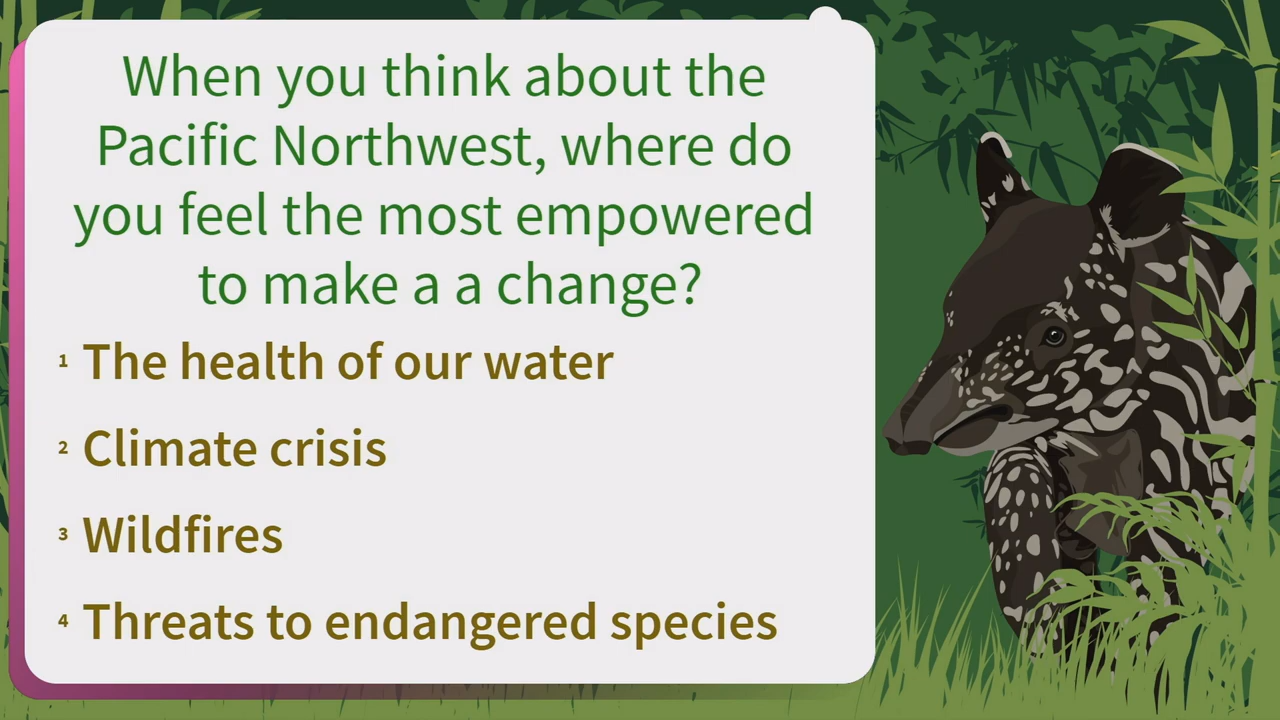 When you think about the
Pacific Northwest, where do
you feel the most empowered
to make a a change?
1 The health of our water
2 Climate crisis
3 Wildfires
4 Threats to endangered species